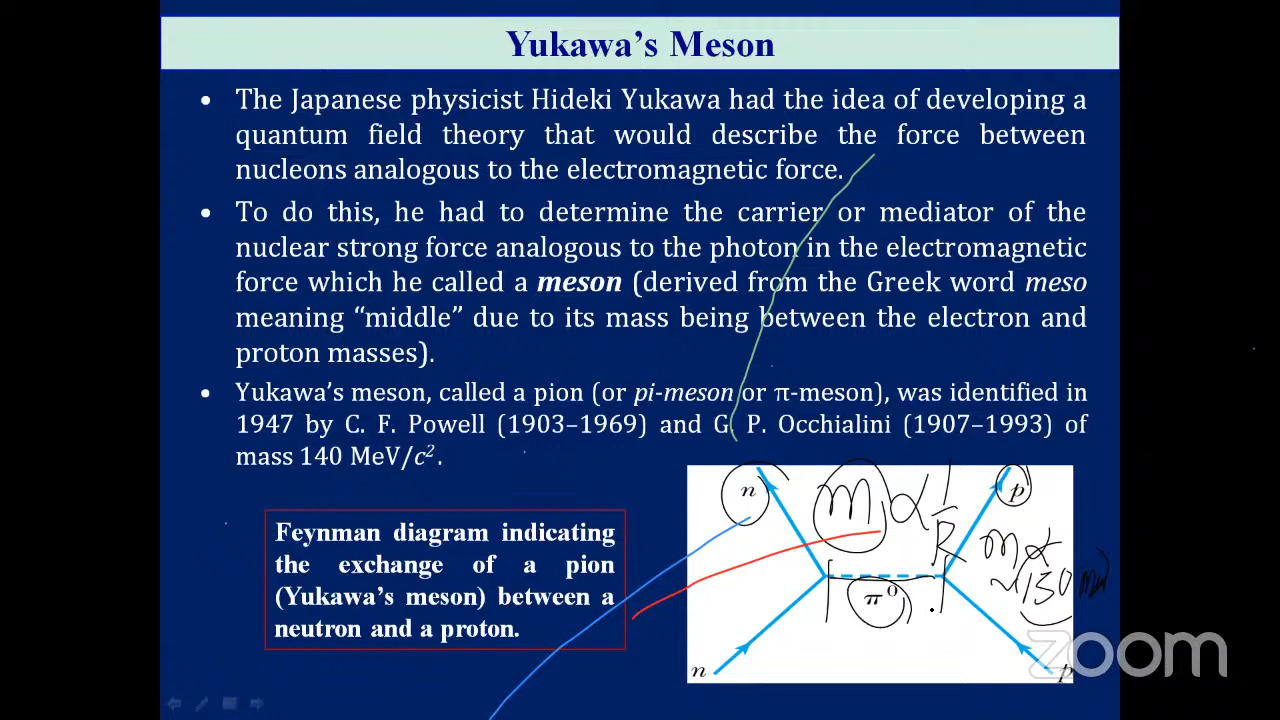 Yukawa’s Meson
• The Japanese physicist Hideki Yukawa had the idea of developing a
quantum field theory that would describe the force between
nucleons analogous to the electromagnetic force.
• To do this, he had to determine the carrier or mediator of the
nuclear strong force analogous to the photon in the electromagnetic
force which he called a meson (derived from the Greek word meso
meaning “middle” due to its mass being between the electron and
proton masses).
• Yukawa’s meson, called a pion (or pi-meson or π-meson), was identified in
1947 by C. F. Powell (1903–1969) and G. P. Occhialini (1907–1993) of
mass 140 MeV/c².
Feynman diagram indicating
the exchange of a pion
(Yukawa’s meson) between a
neutron and a proton.
n
m ∝ 1/R
p
m ∝
~130
π⁰
n
p
zoom